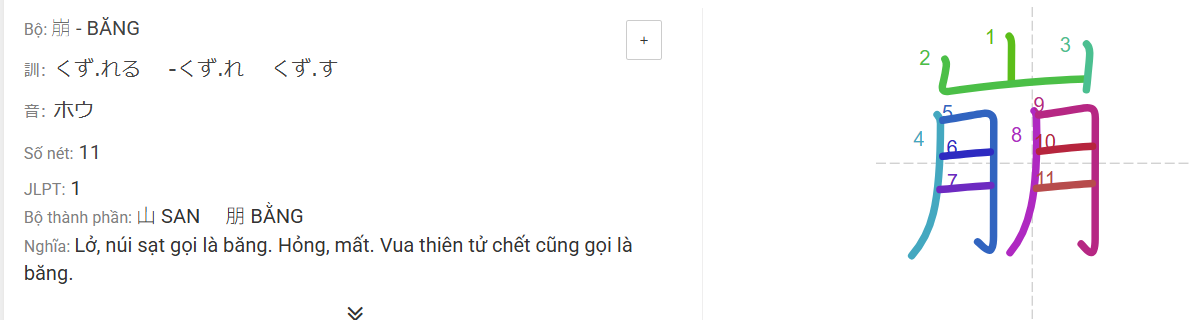 Bộ: 崩 - BĂNG
訓: くず.れる -くず.れ くず.す
音: ホウ
Số nét: 11
JLPT: 1
Bộ thành phần: 山 SAN 朋 BẰNG
Nghĩa: Lở, núi sạt gọi là băng. Hỏng, mất. Vua thiên tử chết cũng gọi là
băng.
+
崩
1
2
3
4
5
6
7
8
9
10
11